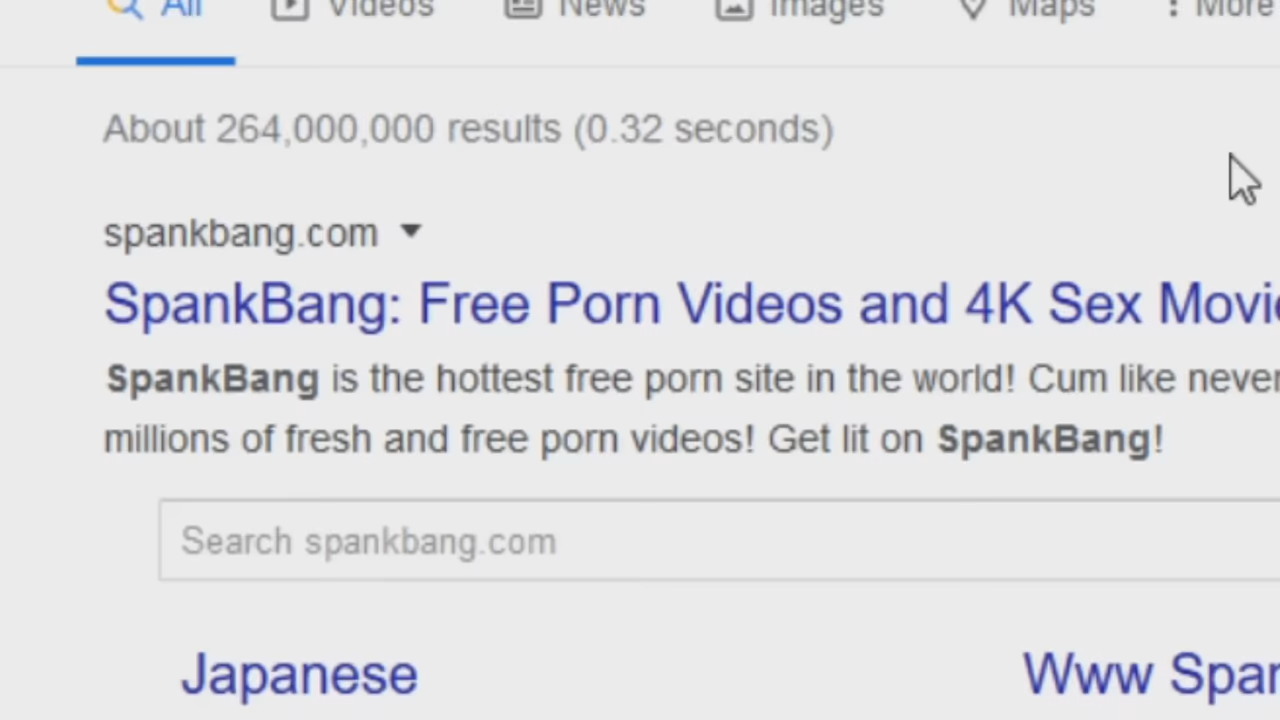 All Videos News Images Maps More
About 264,000,000 results (0.32 seconds)
spankbang.com
SpankBang: Free Porn Videos and 4K Sex
SpankBang is the hottest free porn site in the world! Cum like never
millions of fresh and free porn videos! Get lit on SpankBang!
Search spankbang.com
Japanese Www